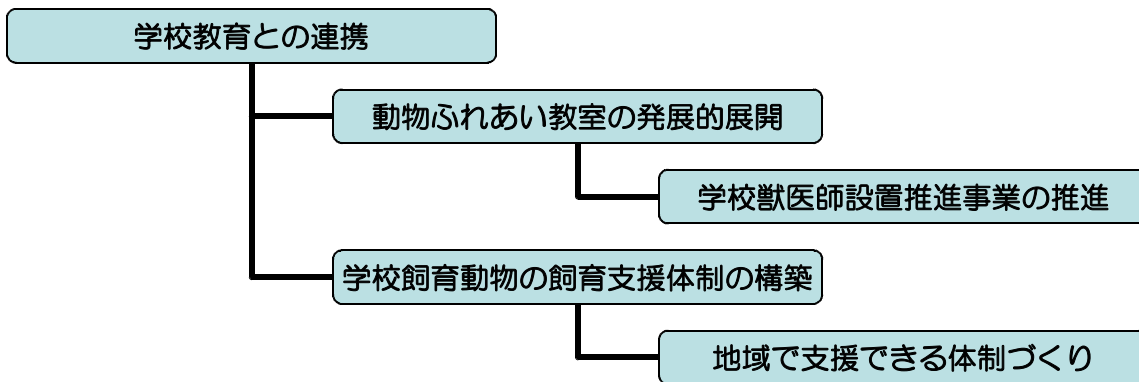 学校教育との連携
動物ふれあい教室の発展的展開
学校獣医師設置推進事業の推進
学校飼育動物の飼育支援体制の構築
地域で支援できる体制づくり